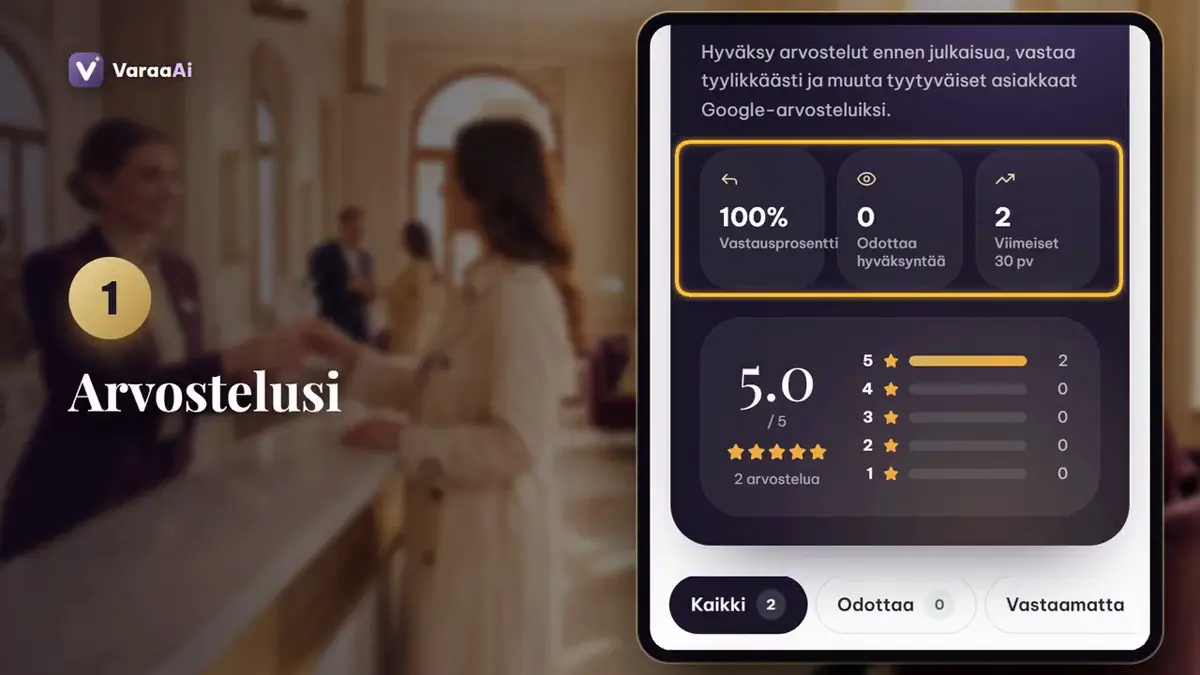 VaraaAi
1
Arvostelusi
Hyväksy arvostelut ennen julkaisua, vastaa
tyylikkäästi ja muuta tyytyväiset asiakkaat
Google-arvosteluiksi.
100%
Vastausprosentti
0
Odottaa
hyväksyntää
2
Viimeiset
30 pv
5.0
/ 5
2 arvostelua
5 2
4 0
3 0
2 0
1 0
Kaikki 2
Odottaa 0
Vastaamatta